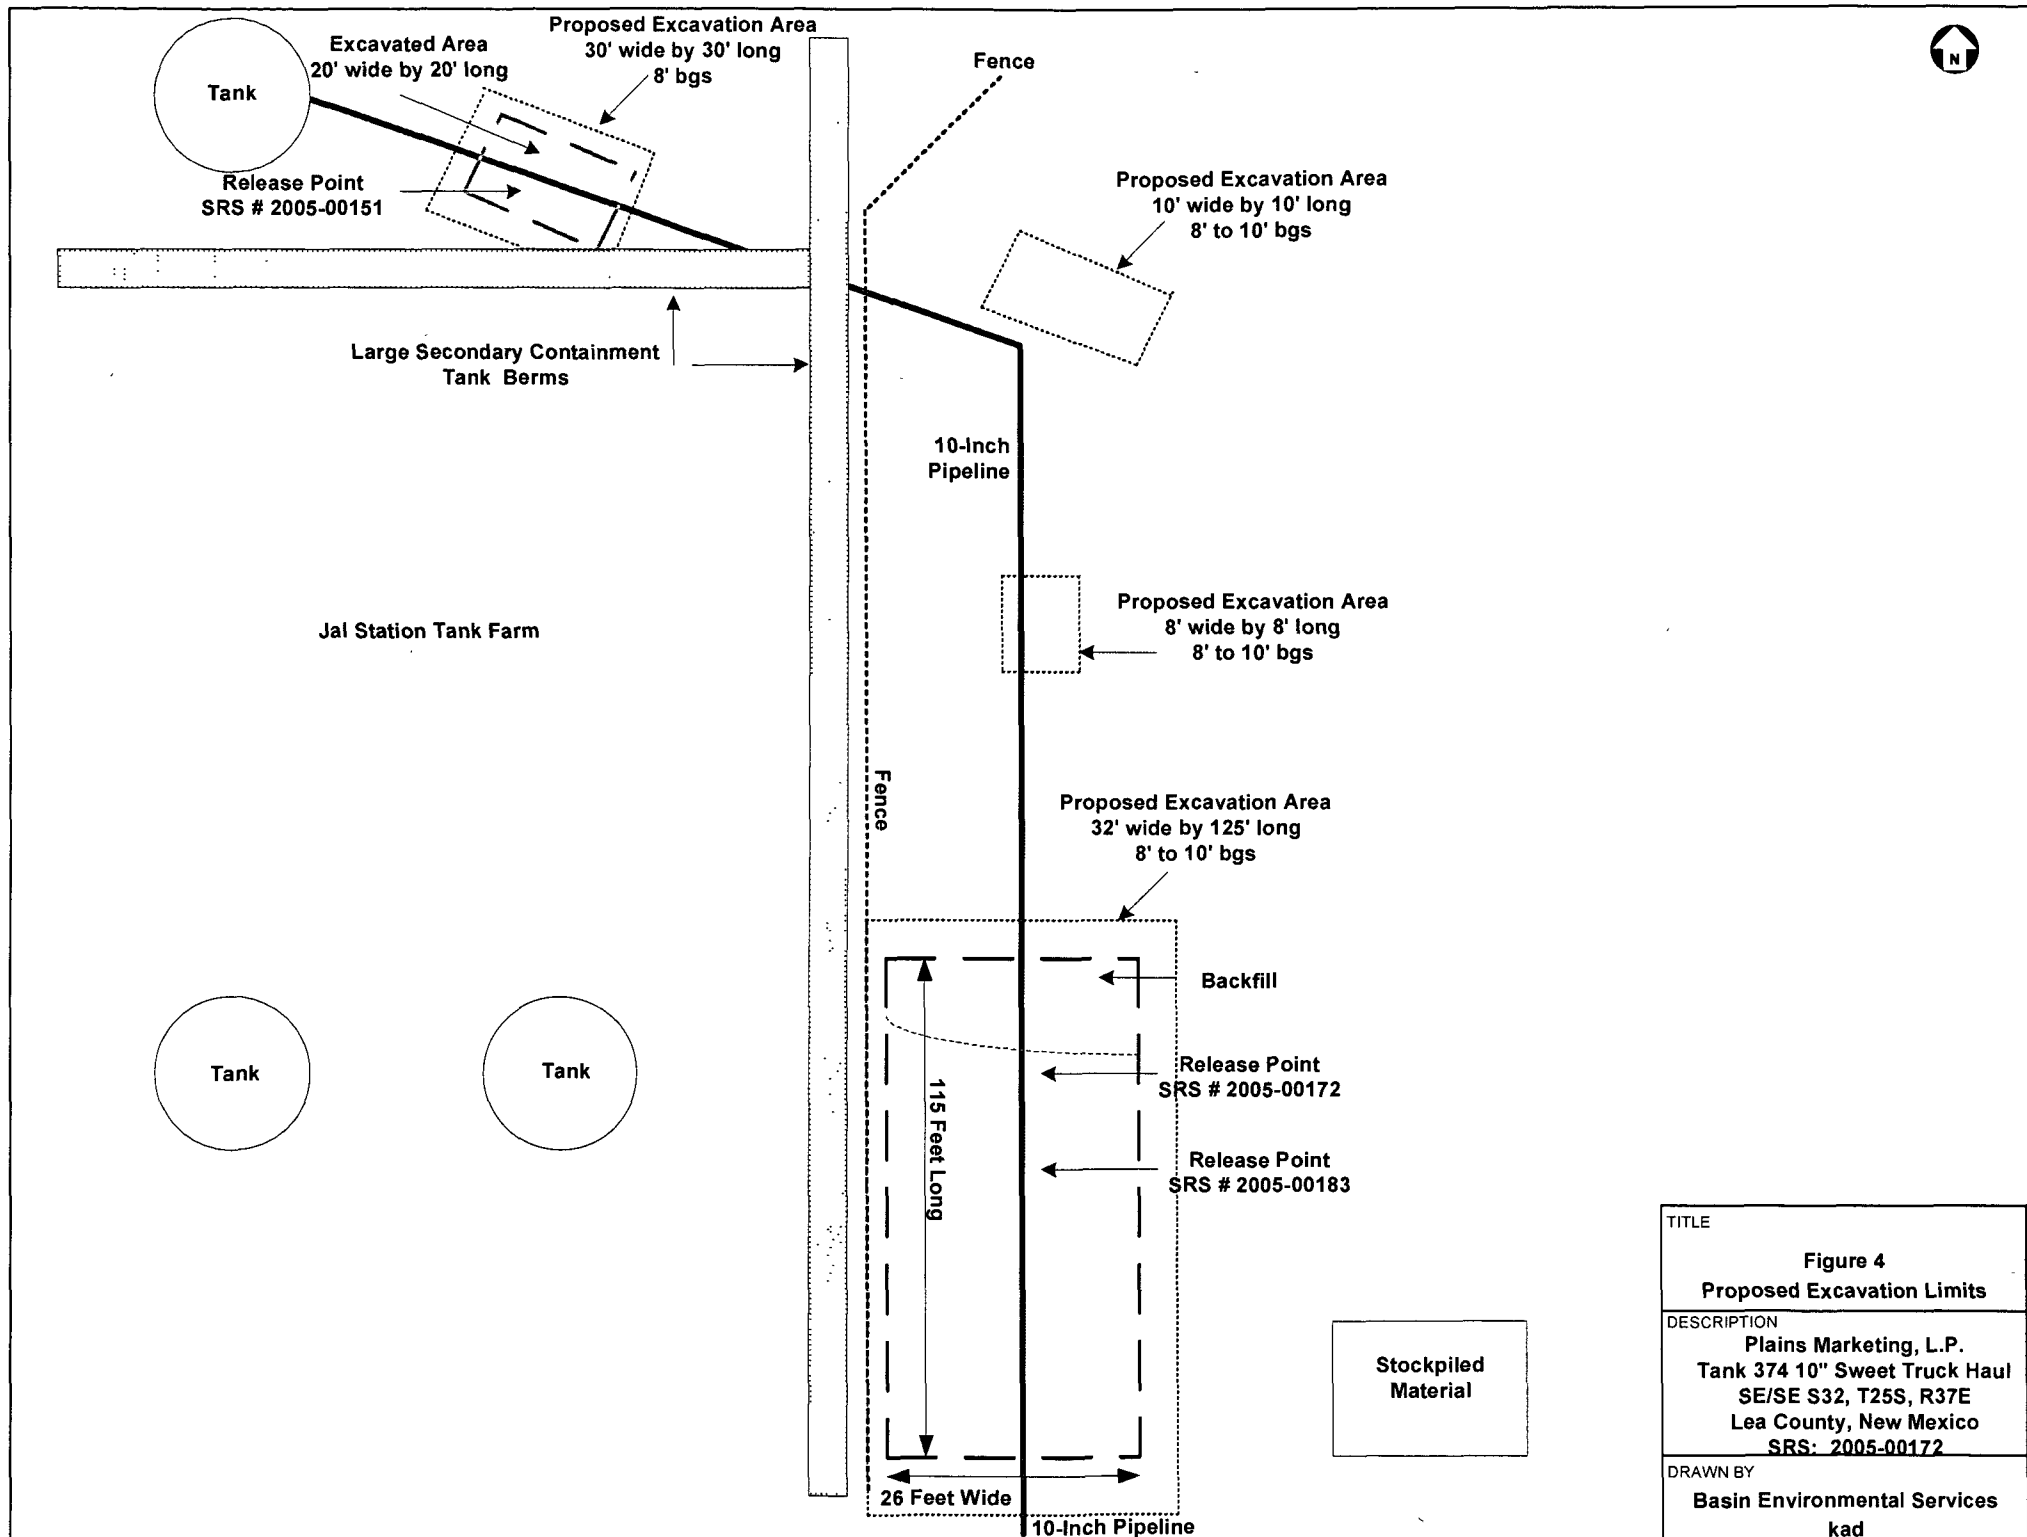 Proposed Excavation Area
30' wide by 30' long
8' bgs
Excavated Area
20' wide by 20' long
Tank
Fence
N
Release Point
SRS # 2005-00151
Proposed Excavation Area
10' wide by 10' long
8' to 10' bgs
Large Secondary Containment
Tank Berms
10-Inch
Pipeline
Jal Station Tank Farm
Proposed Excavation Area
8' wide by 8' long
8' to 10' bgs
Fence
Proposed Excavation Area
32' wide by 125' long
8' to 10' bgs
Backfill
Tank
Tank
Release Point
SRS # 2005-00172
115 Feet Long
Release Point
SRS # 2005-00183
Stockpiled
Material
26 Feet Wide
10-Inch Pipeline
TITLE
Figure 4
Proposed Excavation Limits
DESCRIPTION
Plains Marketing, L.P.
Tank 374 10" Sweet Truck Haul
SE/SE S32, T25S, R37E
Lea County, New Mexico
SRS: 2005-00172
DRAWN BY
Basin Environmental Services
kad